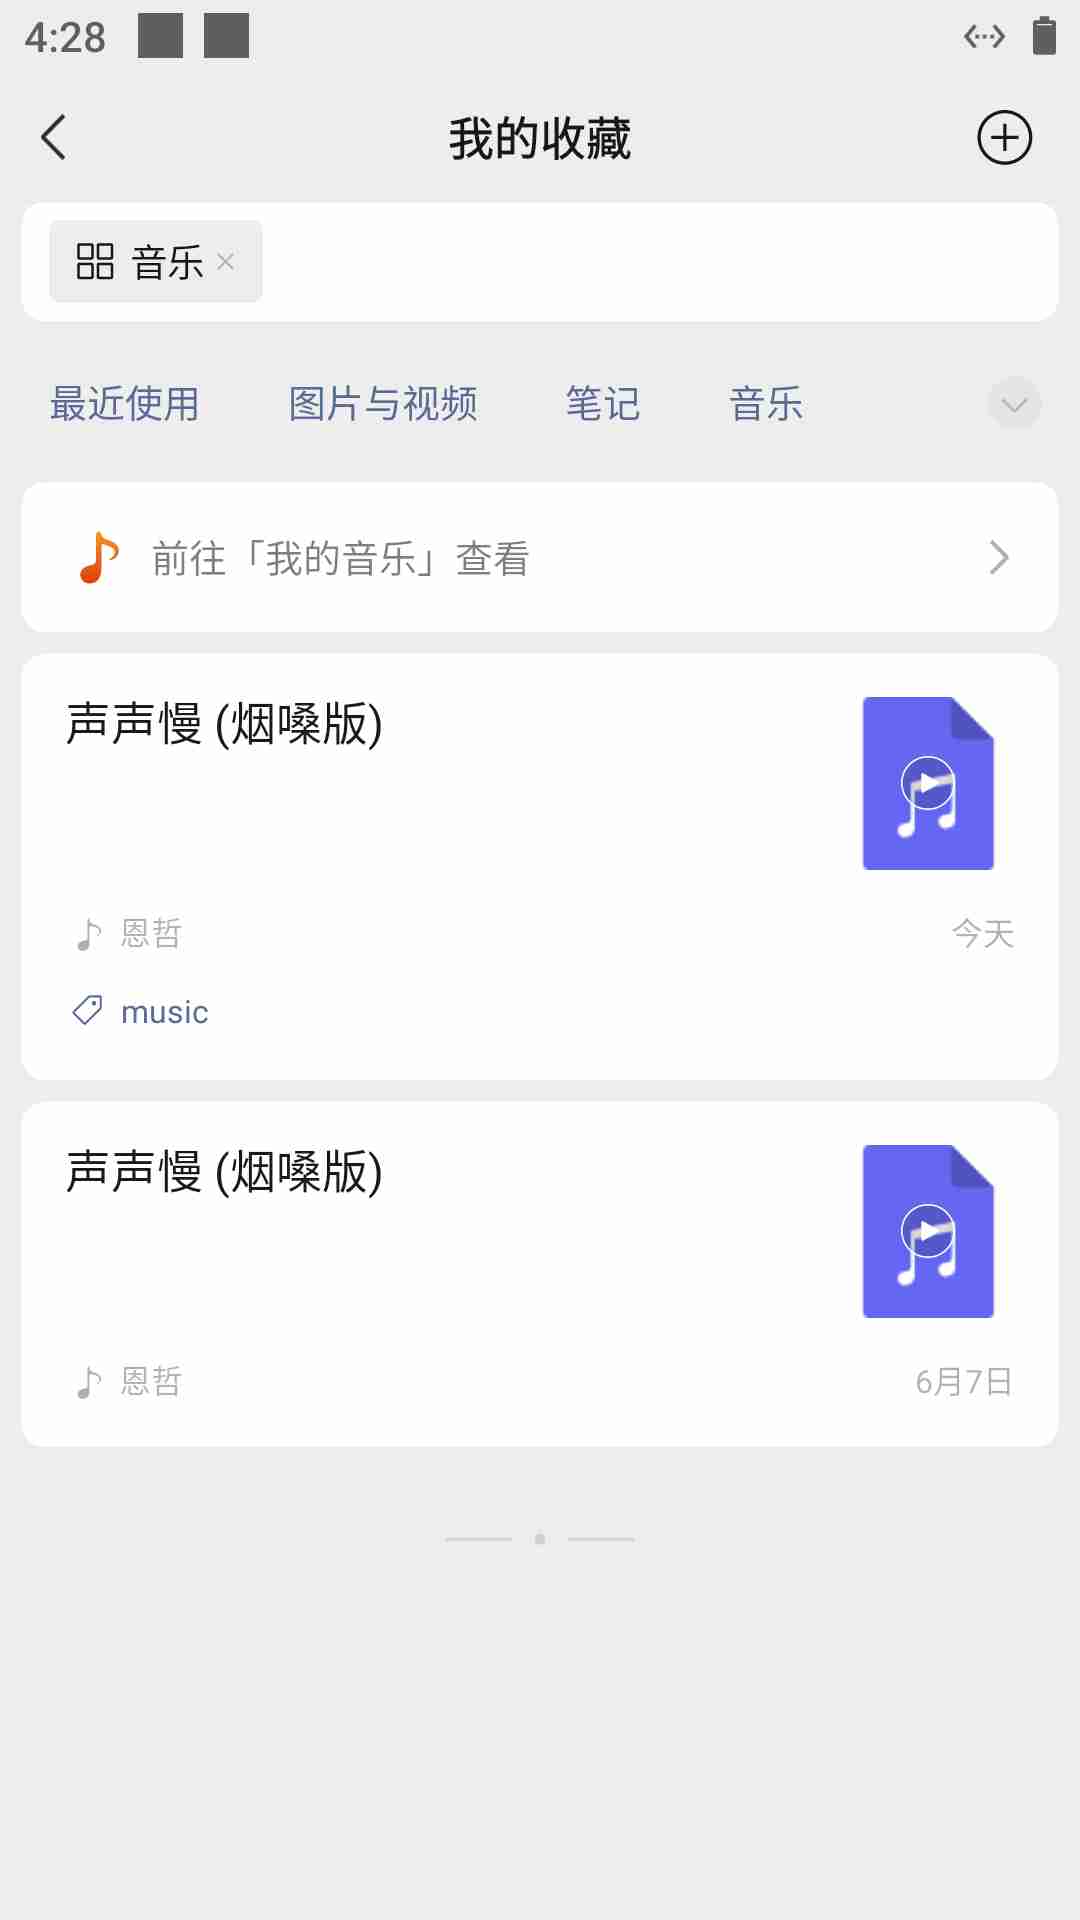 4:28
我的收藏
音乐
最近使用 图片与视频 笔记 音乐
前往「我的音乐」查看
声声慢 (烟嗓版)
恩哲 今天
music
声声慢 (烟嗓版)
恩哲 6月7日